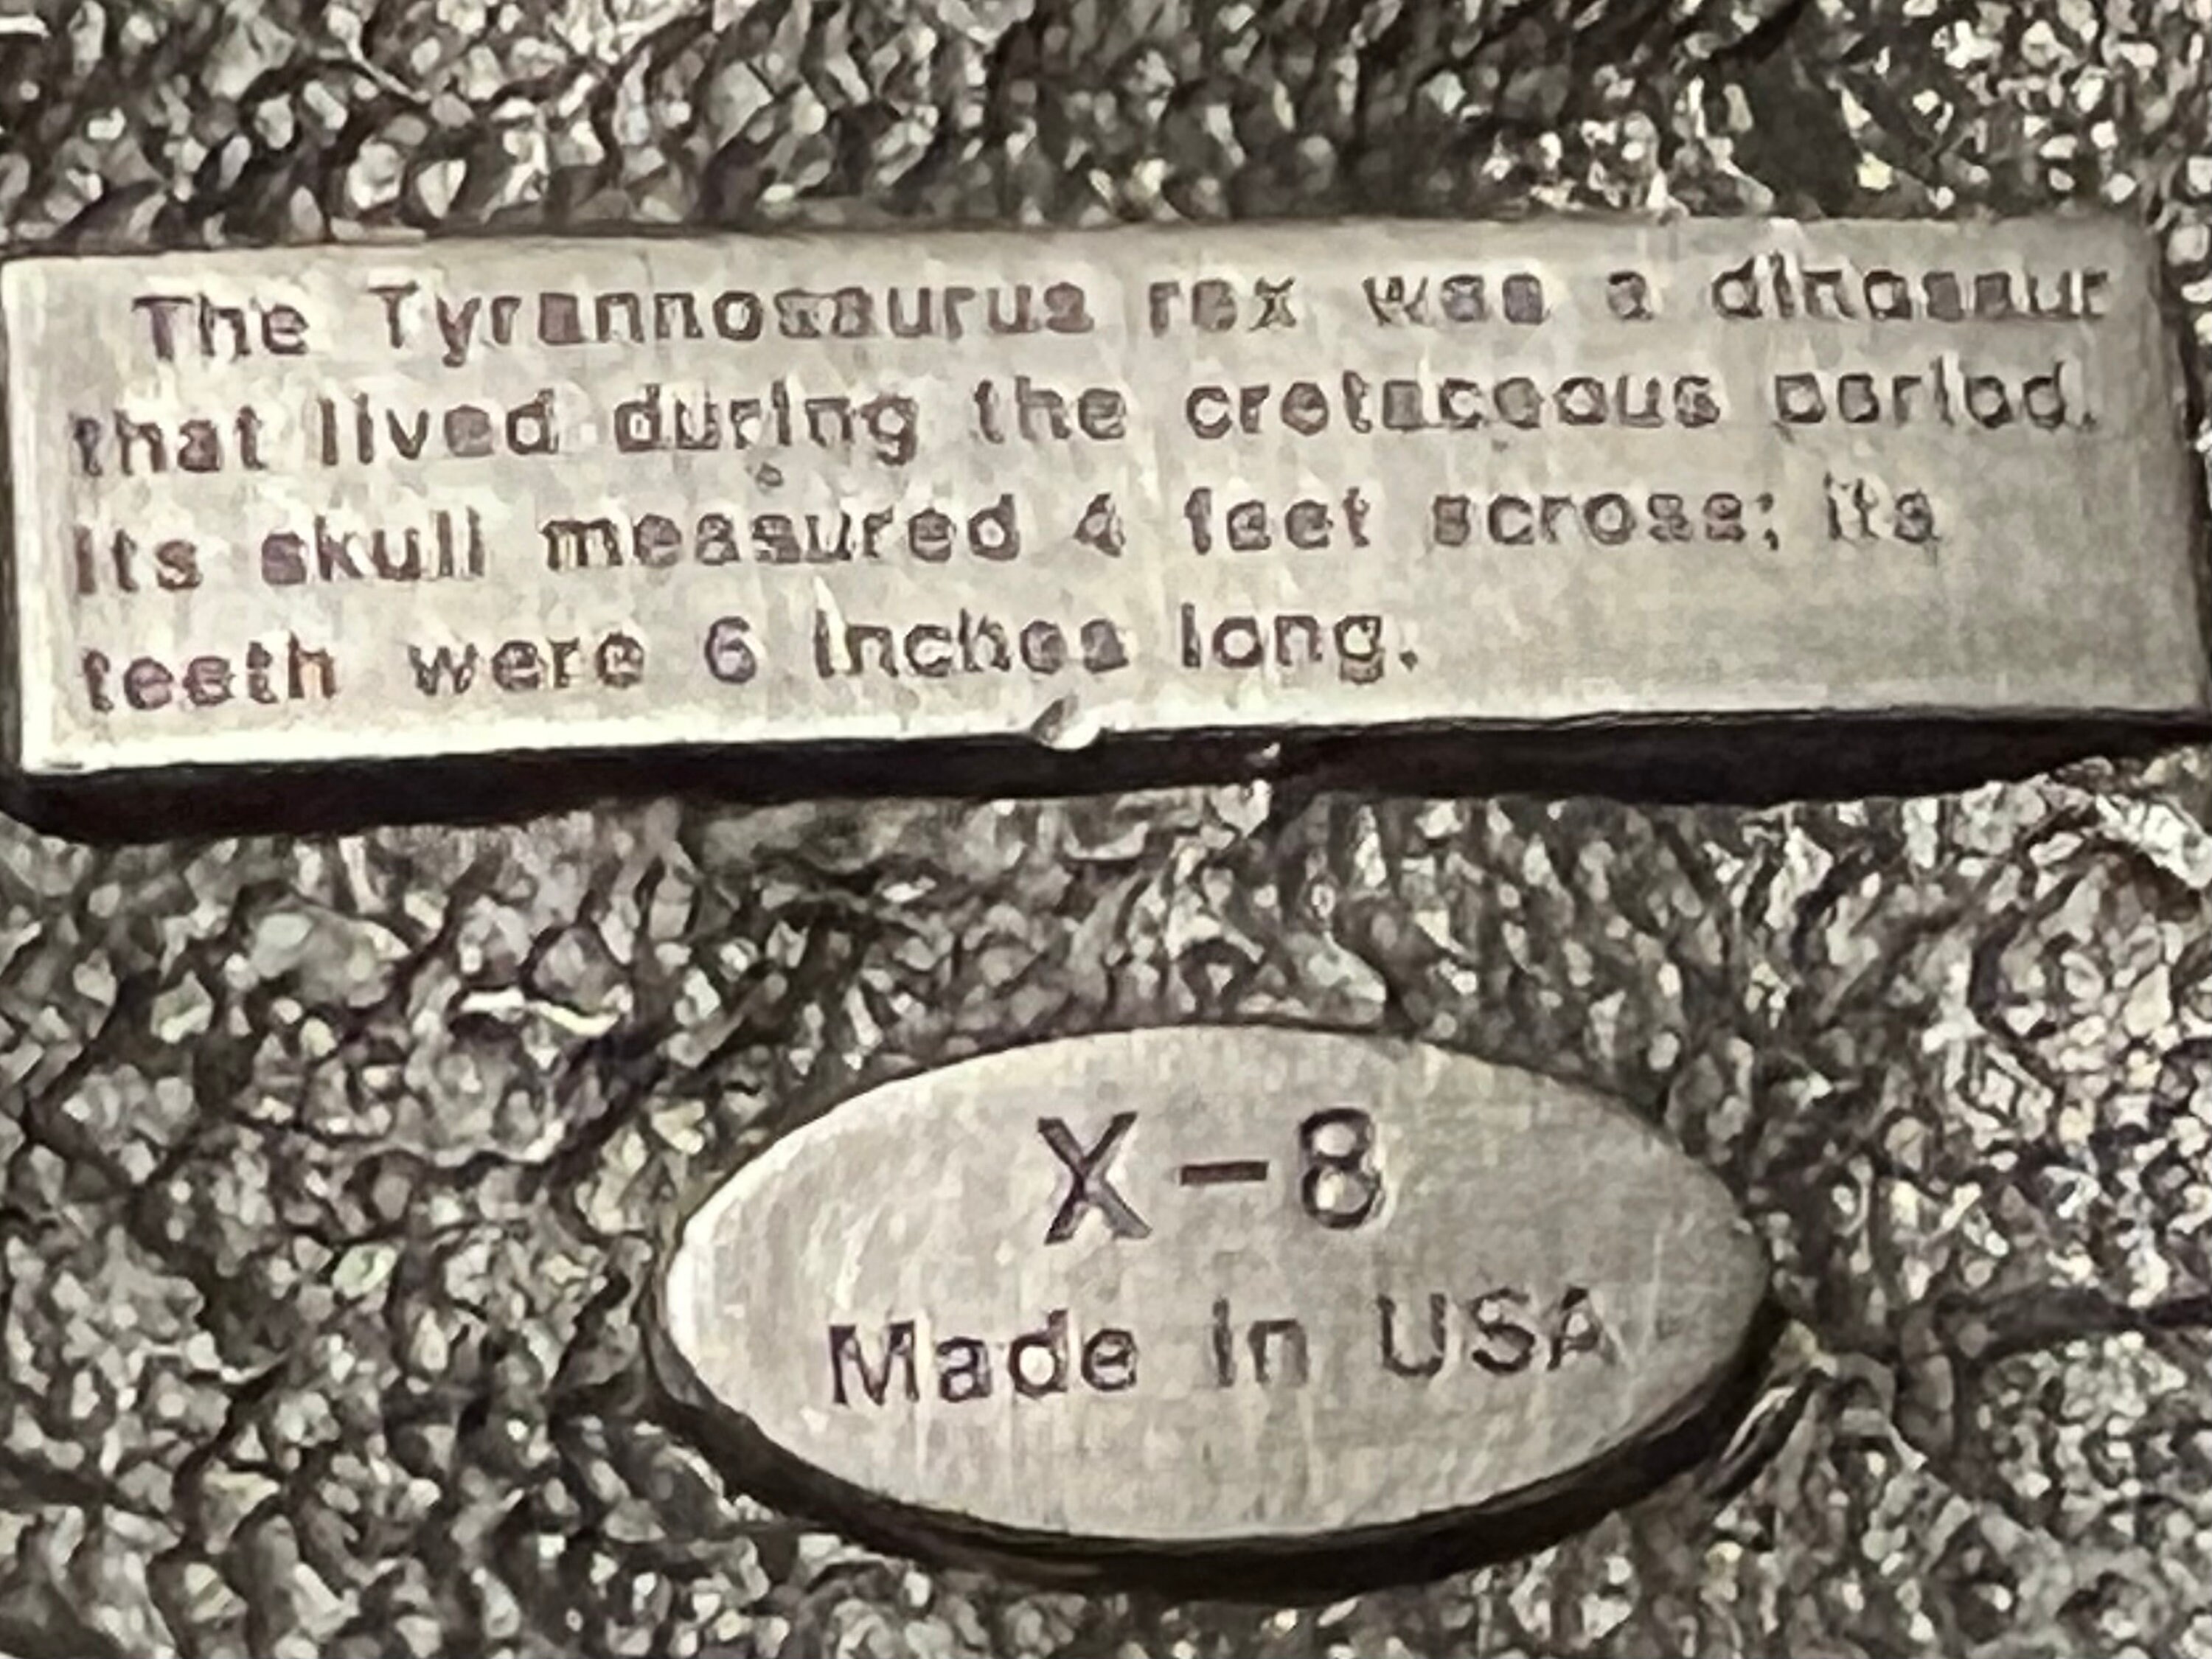 The Tyrannosaurus rex was a dinosaur
that lived during the cretaceous period.
Its skull measured 4 feet across; its
teeth were 6 inches long.
X-8
Made in USA